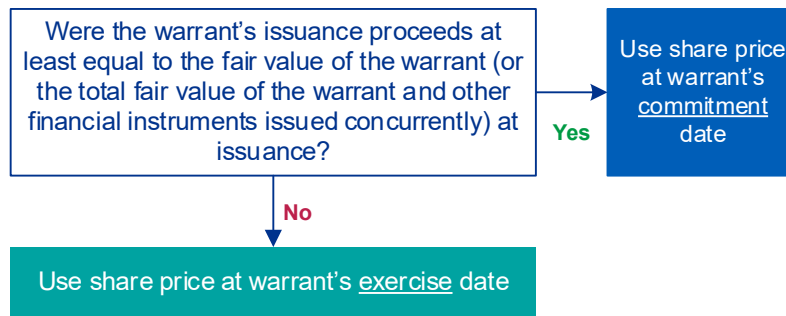 Were the warrant’s issuance proceeds at
least equal to the fair value of the warrant (or
the total fair value of the warrant and other
financial instruments issued concurrently) at
issuance?
Yes
Use share price
at warrant’s
commitment
date
No
Use share price at warrant’s exercise date